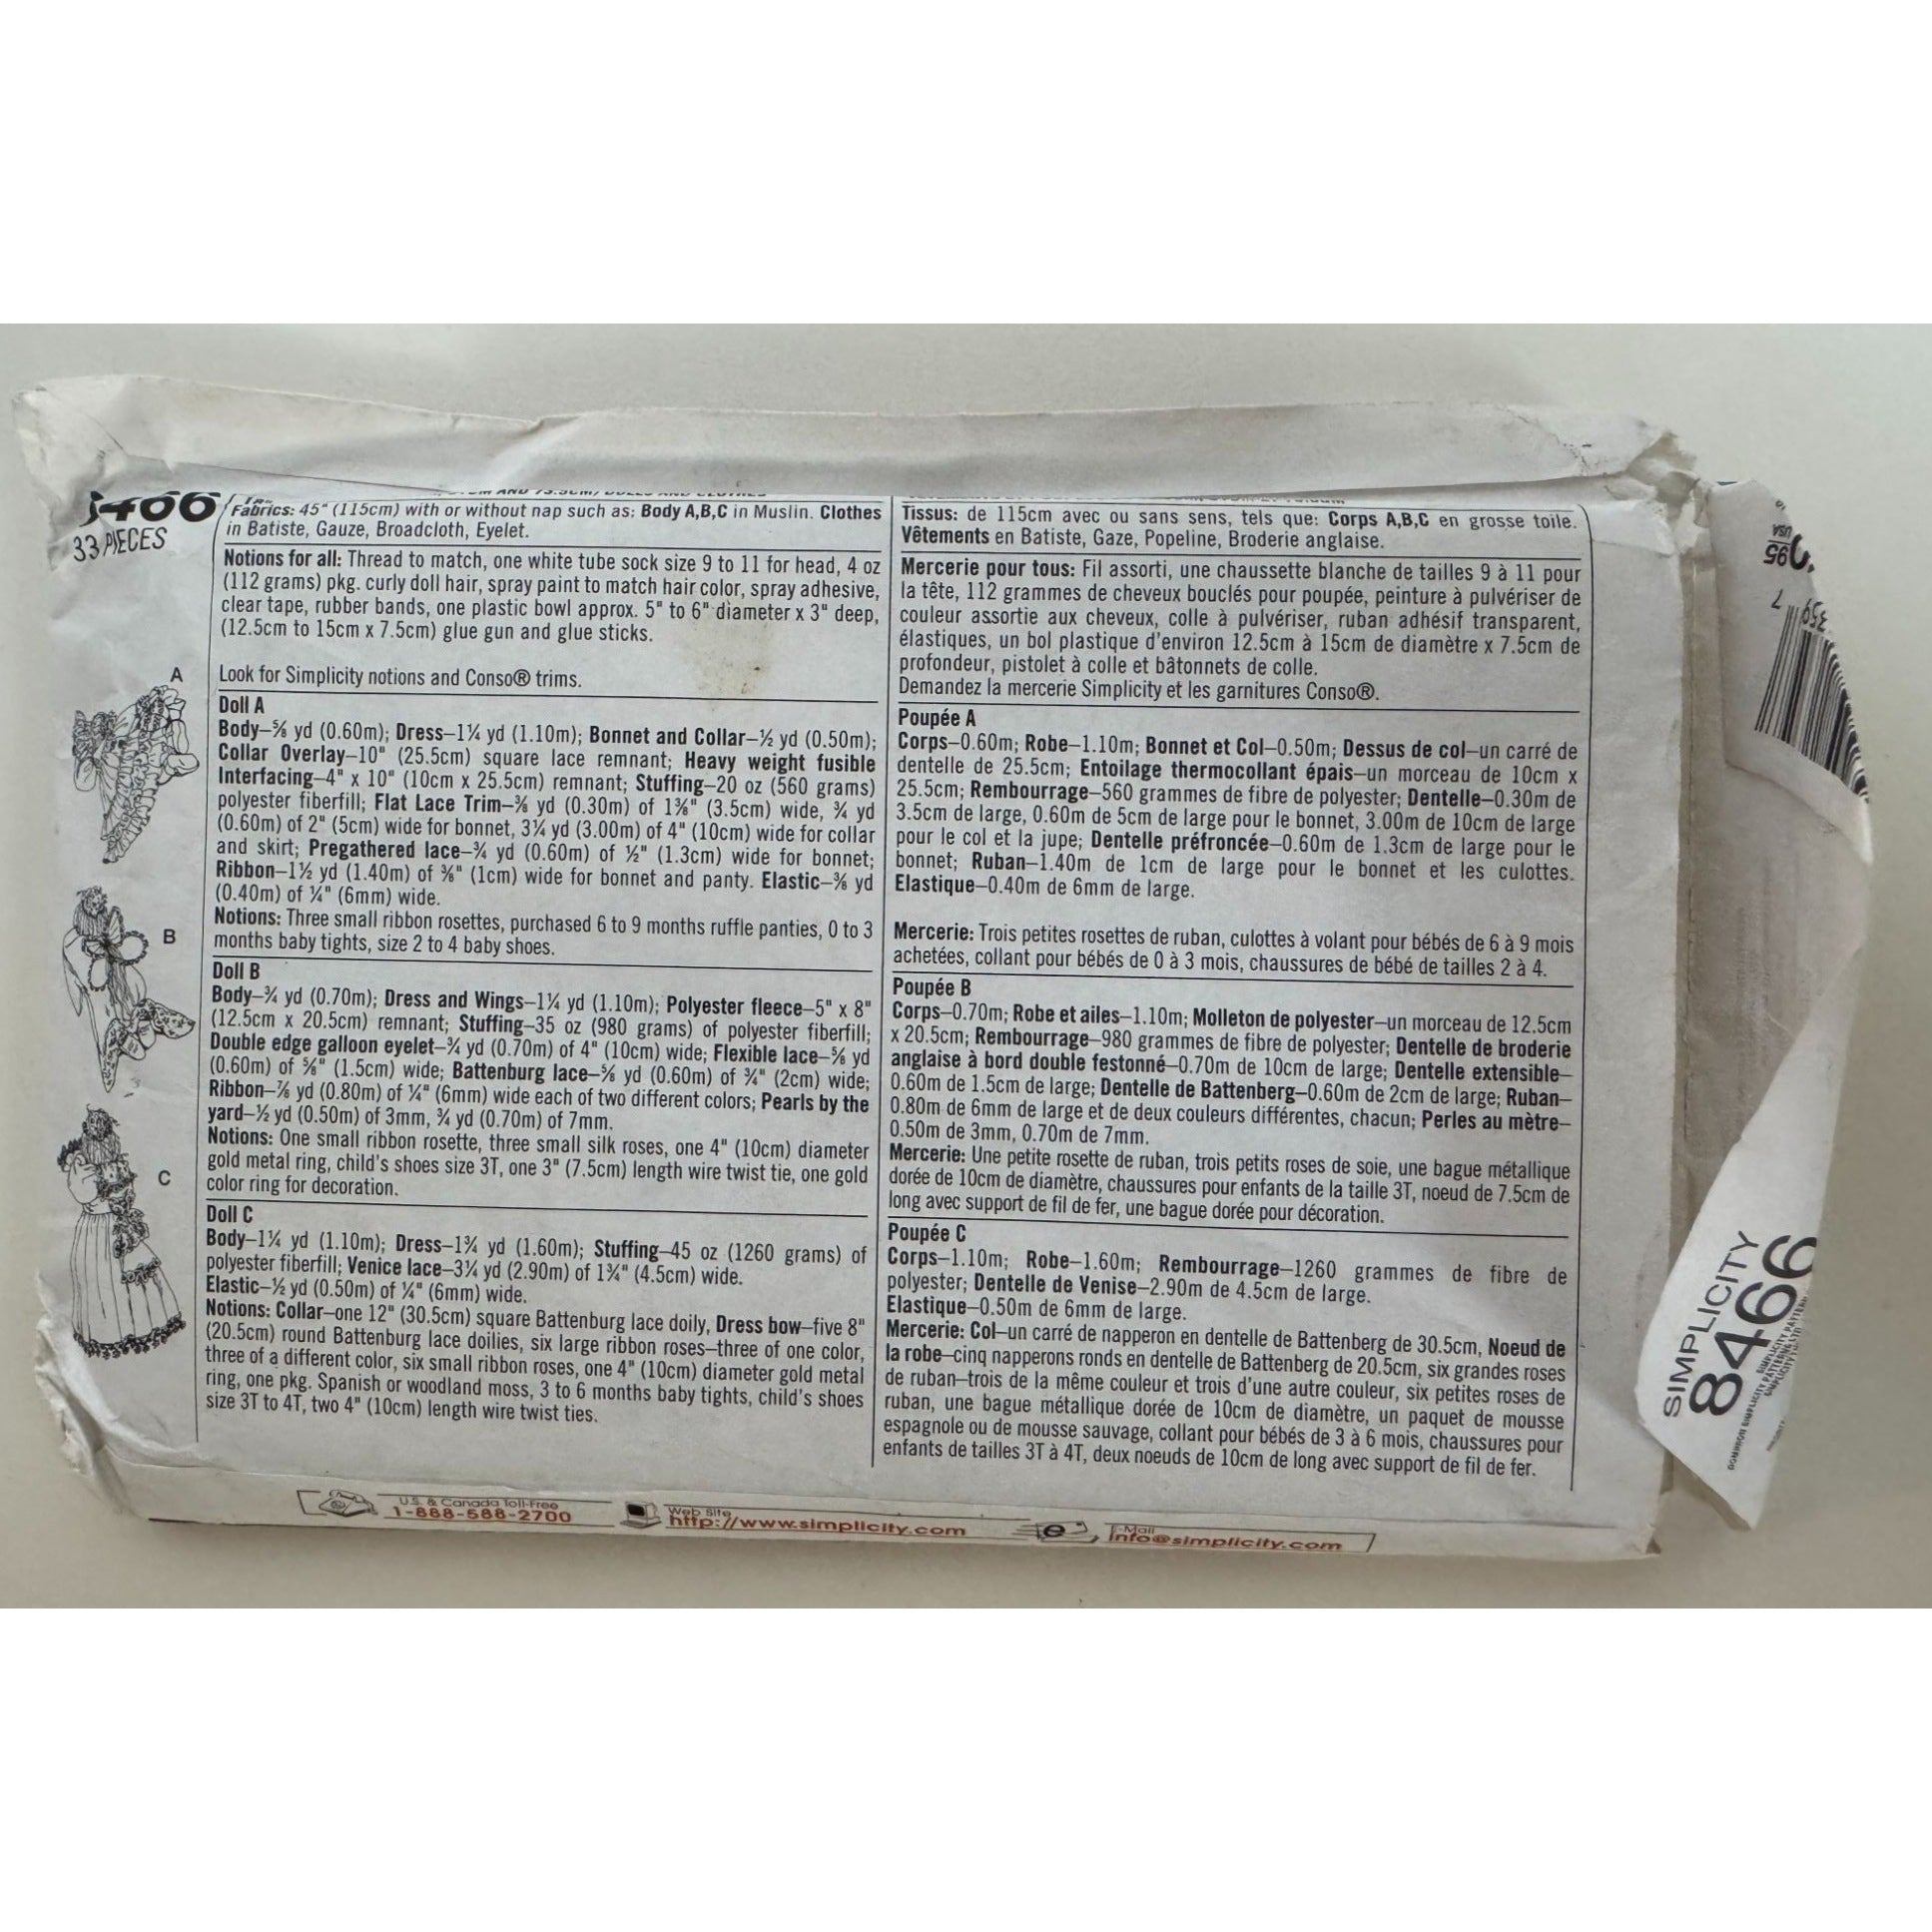 33 PIECES
Fabrics: 45" (115cm) with or without nap such as: Body A,B,C in Muslin. Clothes
in Batiste, Gauze, Broadcloth, Eyelet.
Notions for all: Thread to match, one white tube sock size 9 to 11 for head, 4 oz
(112 grams) pkg. curly doll hair, spray paint to match hair color, spray adhesive,
clear tape, rubber bands, one plastic bowl approx. 5" to 6" diameter x 3" deep,
(12.5cm to 15cm x 7.5cm) glue gun and glue sticks.
Look for Simplicity notions and Conso® trims.
Doll A
Body–⅝ yd (0.60m); Dress–1¼ yd (1.10m); Bonnet and Collar–½ yd (0.50m);
Collar Overlay–10" (25.5cm) square lace remnant; Heavy weight fusible
Interfacing–4" x 10" (10cm x 25.5cm) remnant; Stuffing–20 oz (560 grams)
polyester fiberfill; Flat Lace Trim–⅜ yd (0.30m) of 1⅜" (3.5cm) wide, ¾ yd
(0.60m) of 2" (5cm) wide for bonnet, 3¼ yd (3.00m) of 4" (10cm) wide for collar
and skirt; Pregathered lace–¾ yd (0.60m) of ½" (1.3cm) wide for bonnet;
Ribbon–1½ yd (1.40m) of ⅜" (1cm) wide for bonnet and panty. Elastic–⅜ yd
(0.40m) of ¼" (6mm) wide.
Notions: Three small ribbon rosettes, purchased 6 to 9 months ruffle panties, 0 to 3
months baby tights, size 2 to 4 baby shoes.
Doll B
Body–¾ yd (0.70m); Dress and Wings–1¼ yd (1.10m); Polyester fleece–5" x 8"
(12.5cm x 20.5cm) remnant; Stuffing–35 oz (980 grams) of polyester fiberfill;
Double edge galloon eyelet–¾ yd (0.70m) of 4" (10cm) wide; Flexible lace–⅝ yd
(0.60m) of ⅝" (1.5cm) wide; Battenburg lace–⅝ yd (0.60m) of ¾" (2cm) wide;
Ribbon–⅞ yd (0.80m) of ¼" (6mm) wide each of two different colors; Pearls by the
yard–½ yd (0.50m) of 3mm, ¾ yd (0.70m) of 7mm.
Notions: One small ribbon rosette, three small silk roses, one 4" (10cm) diameter
gold metal ring, child's shoes size 3T, one 3" (7.5cm) length wire twist tie, one gold
color ring for decoration.
Doll C
Body–1¼ yd (1.10m); Dress–1¾ yd (1.60m); Stuffing–45 oz (1260 grams) of
polyester fiberfill; Venice lace–3¼ yd (2.90m) of 1¾" (4.5cm) wide.
Elastic–½ yd (0.50m) of ¼" (6mm) wide.
Notions: Collar–one 12" (30.5cm) square Battenburg lace doily, Dress bow–five 8"
(20.5cm) round Battenburg lace doilies, six large ribbon roses–three of one color,
three of a different color, six small ribbon roses, one 4" (10cm) diameter gold metal
ring, one pkg. Spanish or woodland moss, 3 to 6 months baby tights, child's shoes
size 3T to 4T, two 4" (10cm) length wire twist ties.
Tissus: de 115cm avec ou sans sens, tels que: Corps A,B,C en grosse toile.
Vêtements en Batiste, Gaze, Popeline, Broderie anglaise.
Mercerie pour tous: Fil assorti, une chaussette blanche de tailles 9 à 11 pour
la tête, 112 grammes de cheveux bouclés pour poupée, peinture à pulvériser de
couleur assortie aux cheveux, colle à pulvériser, ruban adhésif transparent,
élastiques, un bol plastique d'environ 12.5cm à 15cm de diamètre x 7.5cm de
profondeur, pistolet à colle et bâtonnets de colle.
Demandez la mercerie Simplicity et les garnitures Conso®.
Poupée A
Corps–0.60m; Robe–1.10m; Bonnet et Col–0.50m; Dessus de col–un carré de
dentelle de 25.5cm; Entoilage thermocollant épais–un morceau de 10cm x
25.5cm; Rembourrage–560 grammes de fibre de polyester; Dentelle–0.30m de
3.5cm de large, 0.60m de 5cm de large pour le bonnet, 3.00m de 10cm de large
pour le col et la jupe; Dentelle préfroncée–0.60m de 1.3cm de large pour le
bonnet; Ruban–1.40m de 1cm de large pour le bonnet et les culottes.
Elastique–0.40m de 6mm de large.
Mercerie: Trois petites rosettes de ruban, culottes à volant pour bébés de 6 à 9 mois
achetées, collant pour bébés de 0 à 3 mois, chaussures de bébé de tailles 2 à 4.
Poupée B
Corps–0.70m; Robe et ailes–1.10m; Molleton de polyester–un morceau de 12.5cm
x 20.5cm; Rembourrage–980 grammes de fibre de polyester; Dentelle de broderie
anglaise à bord double festonné–0.70m de 10cm de large; Dentelle extensible–
0.60m de 1.5cm de large; Dentelle de Battenberg–0.60m de 2cm de large; Ruban–
0.80m de 6mm de large et de deux couleurs différentes, chacun; Perles au mètre–
0.50m de 3mm, 0.70m de 7mm.
Mercerie: Une petite rosette de ruban, trois petits roses de soie, une bague métallique
dorée de 10cm de diamètre, chaussures pour enfants de la taille 3T, noeud de 7.5cm de
long avec support de fil de fer, une bague dorée pour décoration.
Poupée C
Corps–1.10m; Robe–1.60m; Rembourrage–1260 grammes de fibre de
polyester; Dentelle de Venise–2.90m de 4.5cm de large.
Elastique–0.50m de 6mm de large.
Mercerie: Col–un carré de napperon en dentelle de Battenberg de 30.5cm, Noeud de
la robe–cinq napperons ronds en dentelle de Battenberg de 20.5cm, six grandes roses
de ruban–trois de la même couleur et trois d'une autre couleur, six petites roses de
ruban, une bague métallique dorée de 10cm de diamètre, un paquet de mousse
espagnole ou de mousse sauvage, collant pour bébés de 3 à 6 mois, chaussures pour
enfants de tailles 3T à 4T, deux noeuds de 10cm de long avec support de fil de fer.
A
B
C
U.S. & Canada Toll-Free
1-888-588-2700
Web Site
http://www.simplicity.com
E-Mail
info@simplicity.com
95
USA
359
7
SIMPLICITY
8466